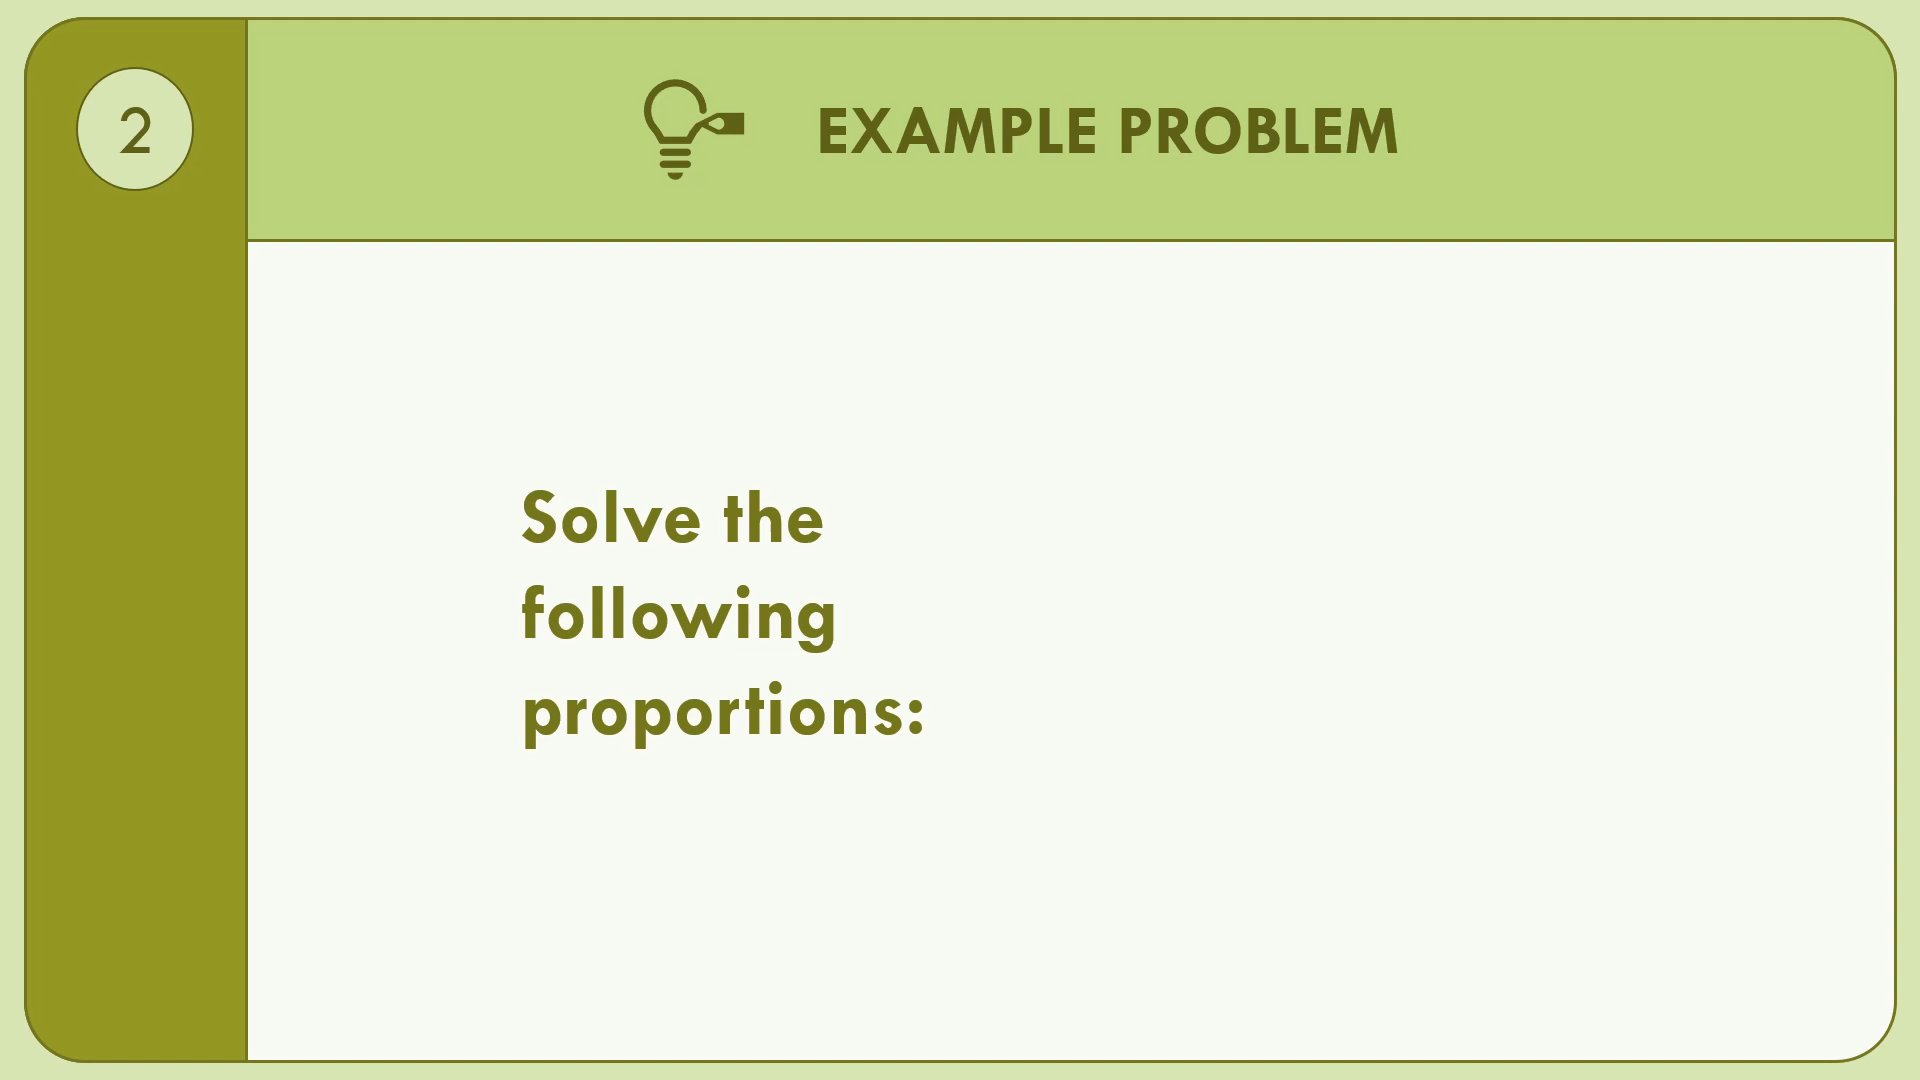 2
EXAMPLE PROBLEM
Solve the
following
proportions: